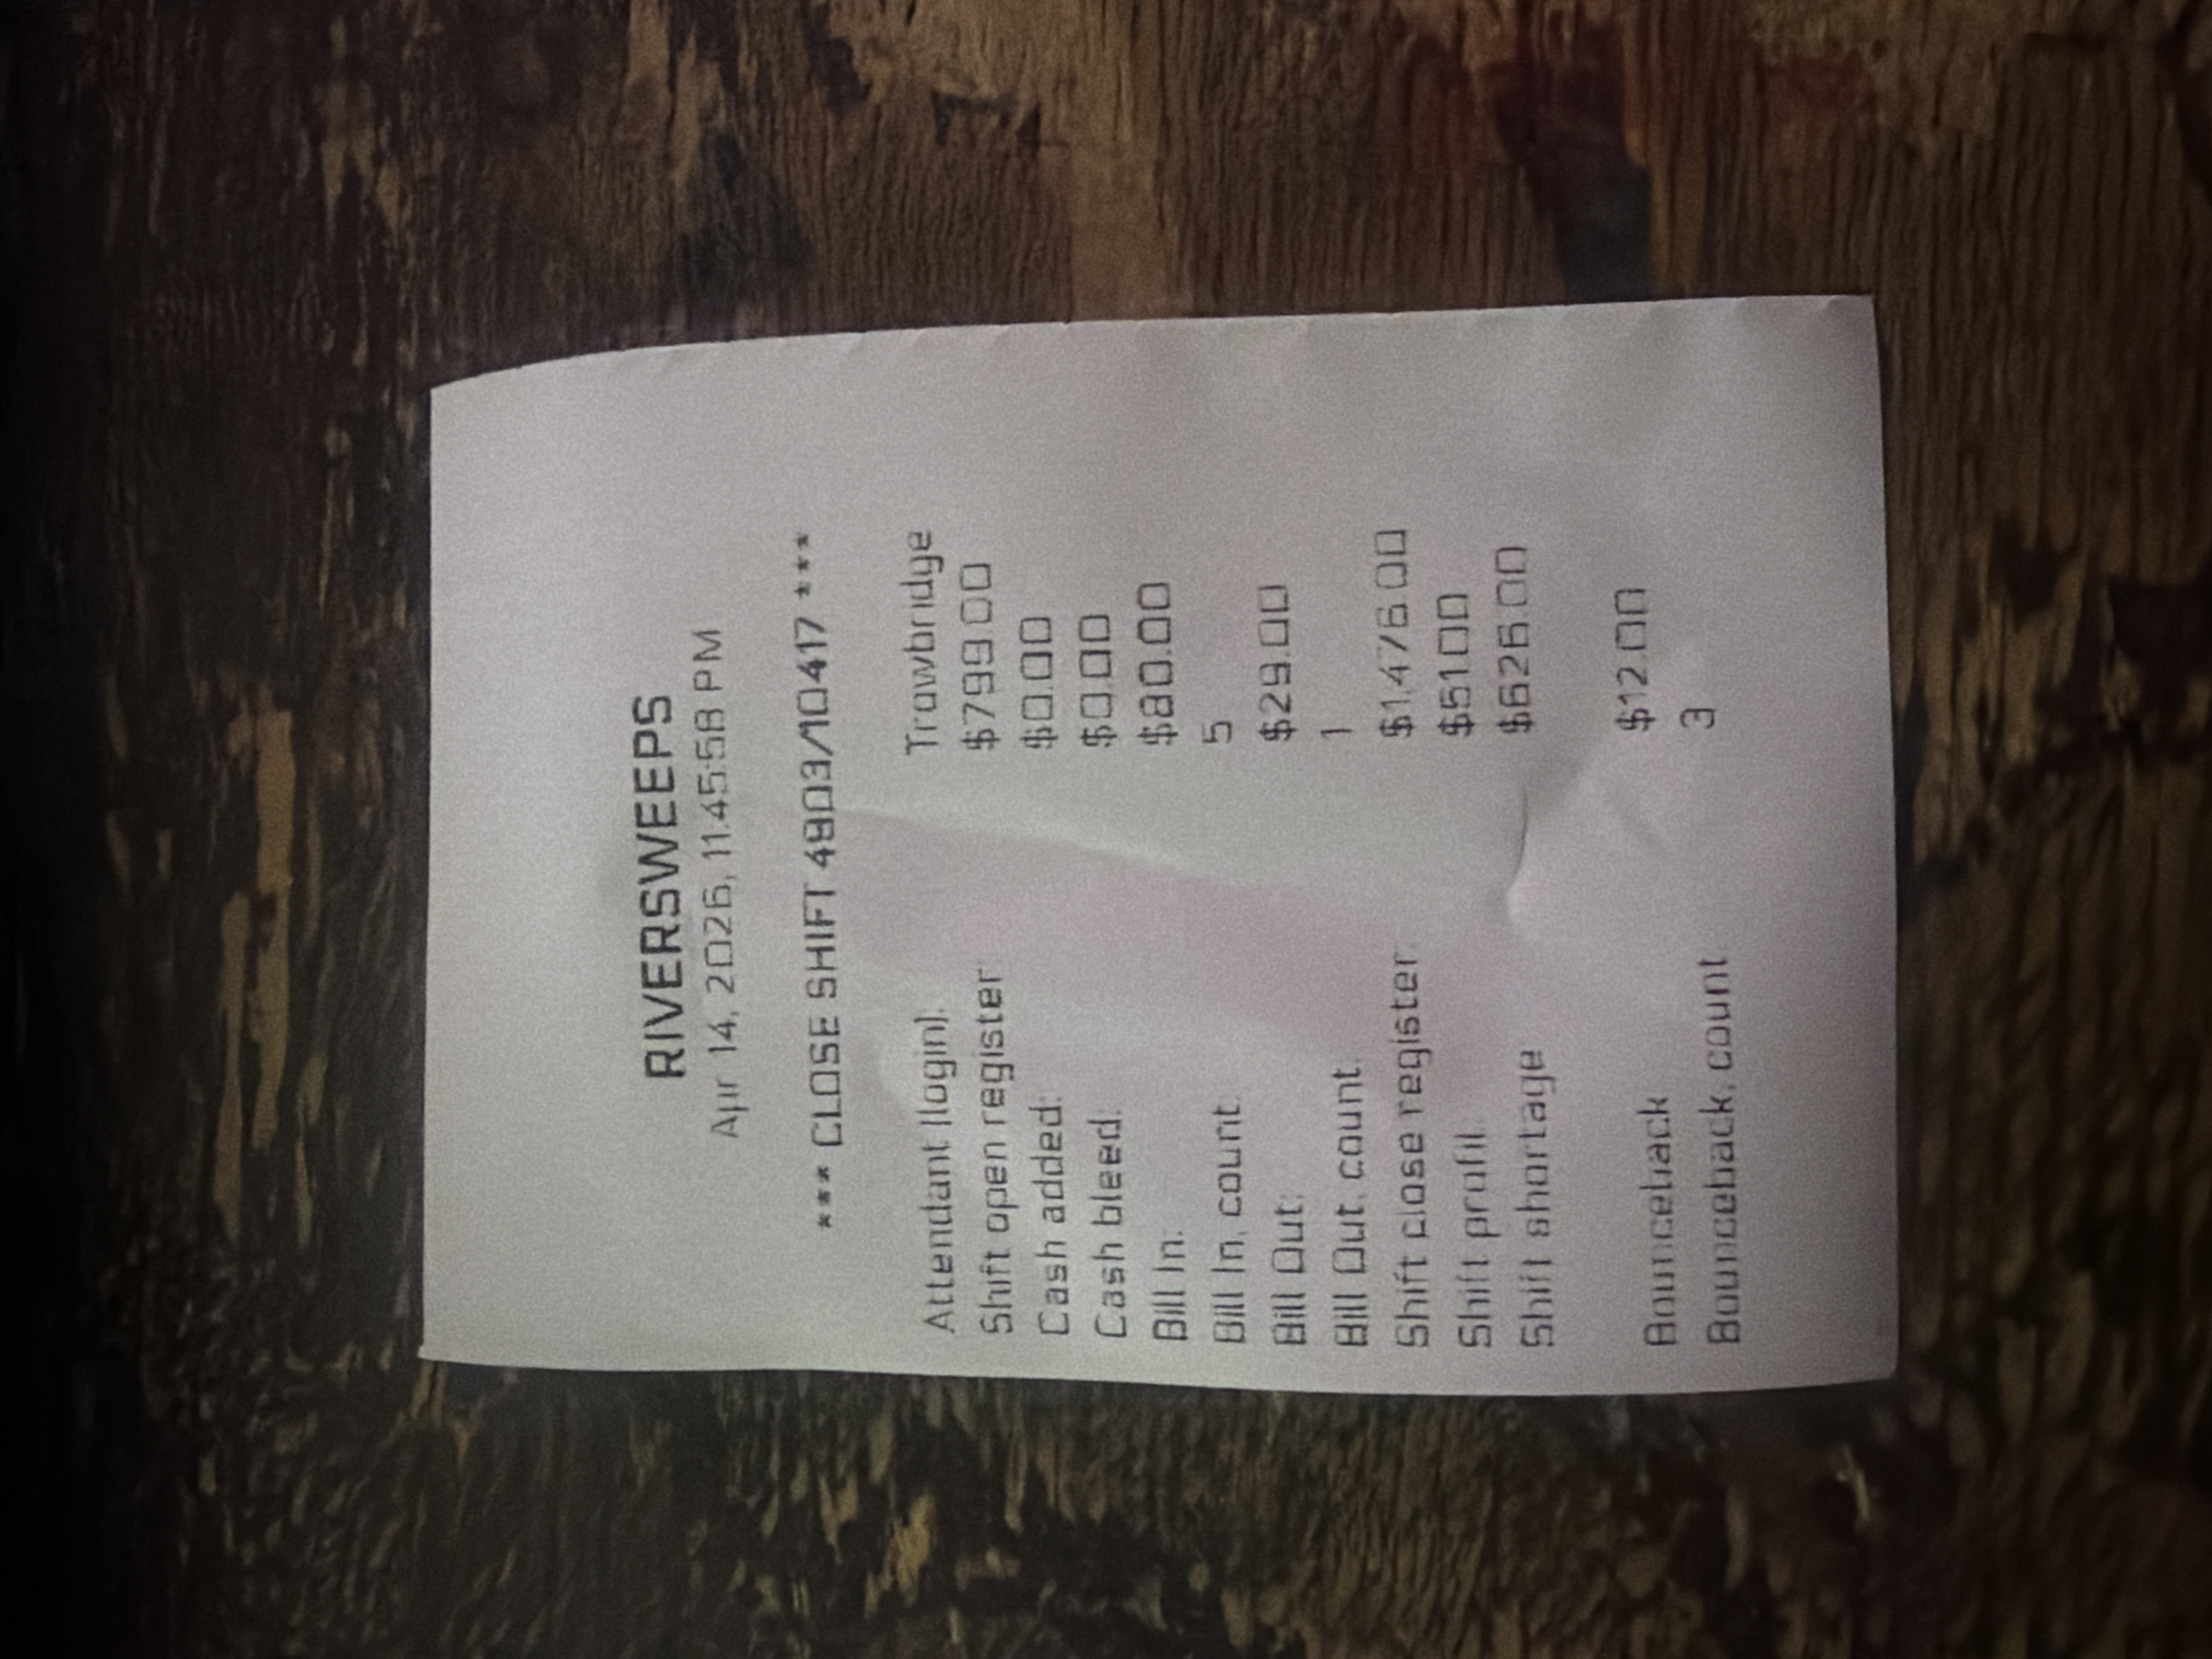 RIVERSWEEPS
Apr 14, 2026, 11:45:58 PM
*** CLOSE SHIFT 4903/10417 ***
Attendant (login): Trowbridge
Shift open register: $799.00
Cash added: $0.00
Cash bleed: $0.00
Bill In: $80.00
Bill In, count: 5
Bill Out: $29.00
Bill Out, count: 1
Shift close register: $1,476.00
Shift profit $51.00
Shift shortage $626.00
Bounceback $12.00
Bounceback, count 3